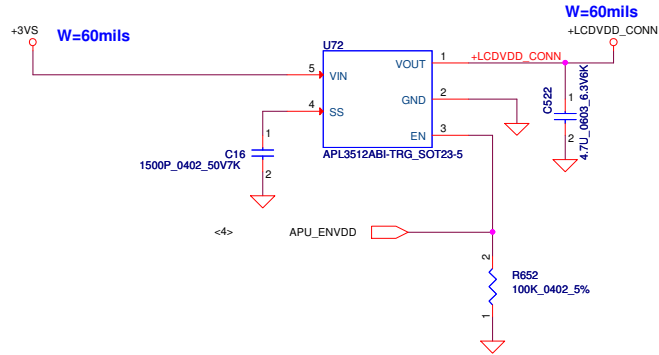 W=60mils
+3VS
W=60mils
+LCDVDD_CONN
U72
5
VIN
VOUT
1
+LCDVDD_CONN
4
SS
GND
2
EN
3
APL3512ABI-TRG_SOT23-5
C522
1
2
4.7U_0603_6.3V6K
1
C16
1500P_0402_50V7K
2
<4>
APU_ENVDD
2
R652
100K_0402_5%
1